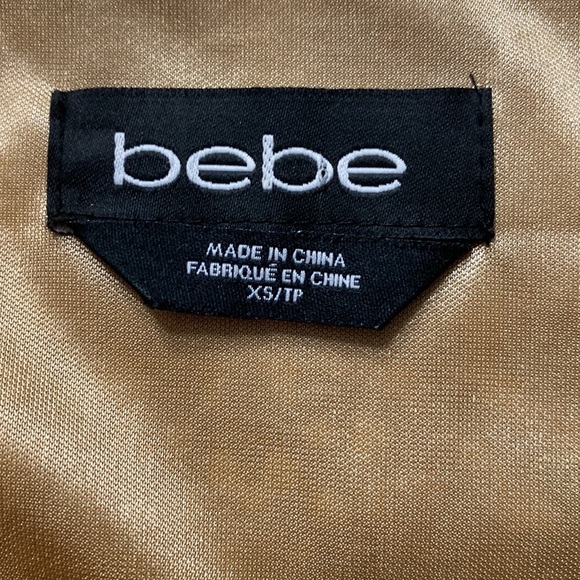 bebe
MADE IN CHINA
FABRIQUÉ EN CHINE
XS/TP